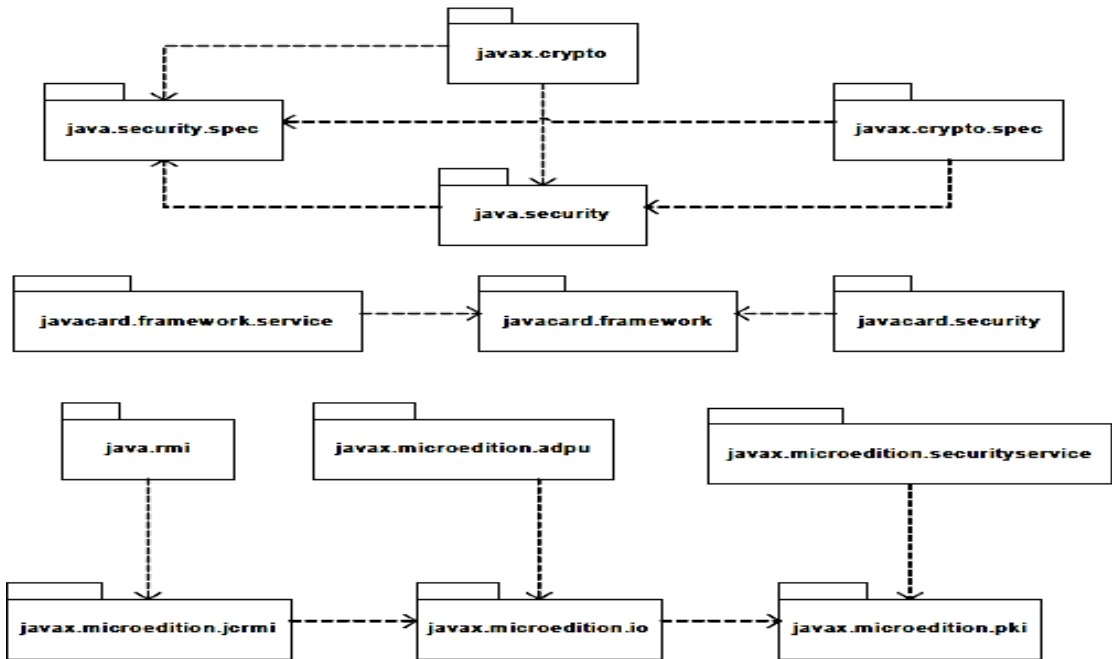 javax.crypto
java.security.spec
javax.crypto.spec
java.security
javacard.framework.service
javacard.framework
javacard.security
java.rmi
javax.microedition.adpu
javax.microedition.securityservice
javax.microedition.jcrmi
javax.microedition.io
javax.microedition.pki